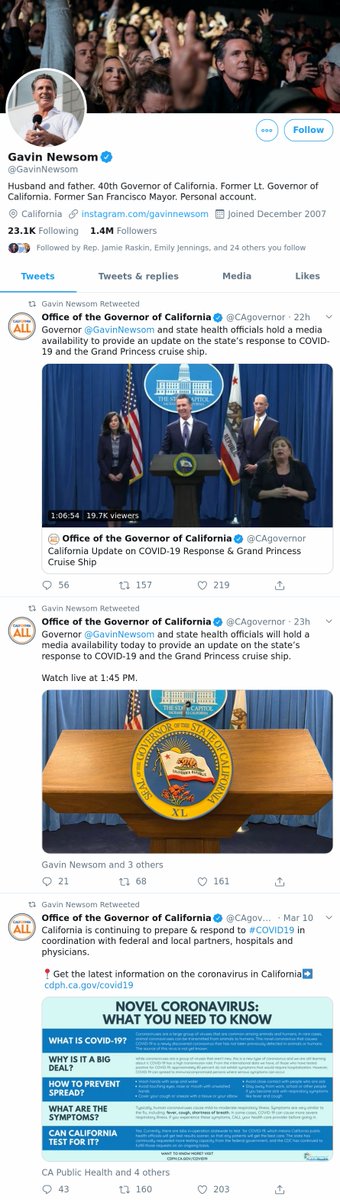 Follow
Gavin Newsom
@GavinNewsom
Husband and father. 40th Governor of California. Former Lt. Governor of
California. Former San Francisco Mayor. Personal account.
California instagram.com/gavinnewsom Joined December 2007
23.1K Following 1.4M Followers
Followed by Rep. Jamie Raskin, Emily Jennings, and 24 others you follow
Tweets Tweets & replies Media Likes
Gavin Newsom Retweeted
Office of the Governor of California @CAgovernor · 22h
Governor @GavinNewsom and state health officials hold a media
availability to provide an update on the state’s response to COVID-
19 and the Grand Princess cruise ship.
1:06:54 19.7K viewers
Office of the Governor of California @CAgovernor
California Update on COVID-19 Response & Grand Princess
Cruise Ship
56 157 219
Gavin Newsom Retweeted
Office of the Governor of California @CAgovernor · 23h
Governor @GavinNewsom and state health officials will hold a
media availability today to provide an update on the state’s
response to COVID-19 and the Grand Princess cruise ship.
Watch live at 1:45 PM.
SEAL OF THE GOVERNOR OF THE STATE OF CALIFORNIA
CALIFORNIA REPUBLIC
XL
Gavin Newsom and 3 others
21 68 161
Gavin Newsom Retweeted
Office of the Governor of California @CAgov... · Mar 10
California is continuing to prepare & respond to #COVID19 in
coordination with federal and local partners, hospitals and
physicians.
Get the latest information on the coronavirus in California
cdph.ca.gov/covid19
NOVEL CORONAVIRUS:
WHAT YOU NEED TO KNOW
WHAT IS COVID-19?
WHY IS IT A BIG
DEAL?
HOW TO PREVENT
SPREAD?
WHAT ARE THE
SYMPTOMS?
CAN CALIFORNIA
TEST FOR IT?
CA Public Health and 4 others
43 160 203